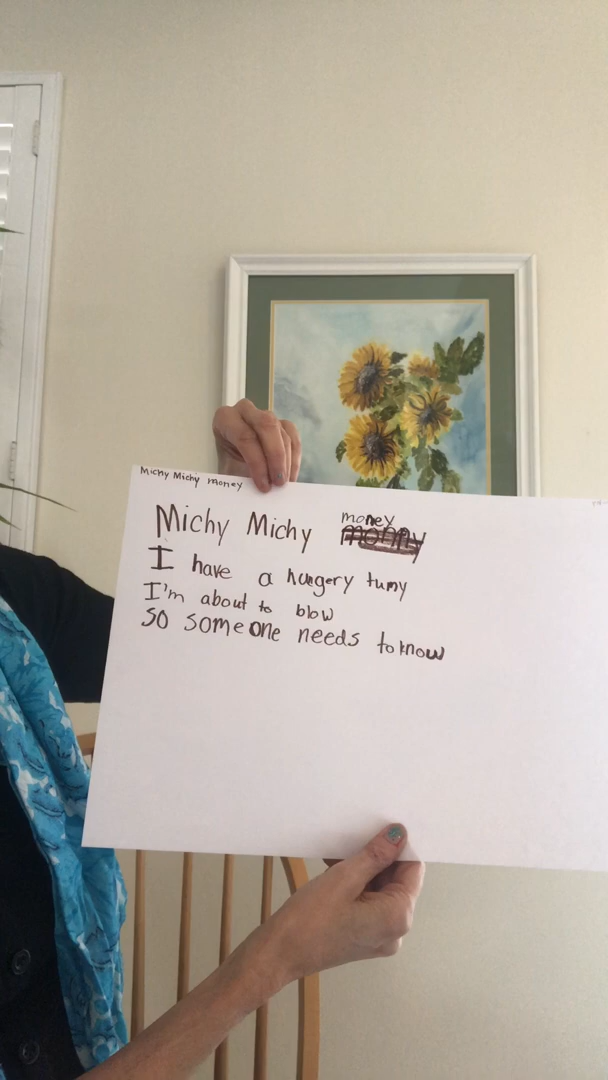 Michy Michy money
Michy Michy money
I have a hungery tumy
I'm about to blow
So someone needs to know